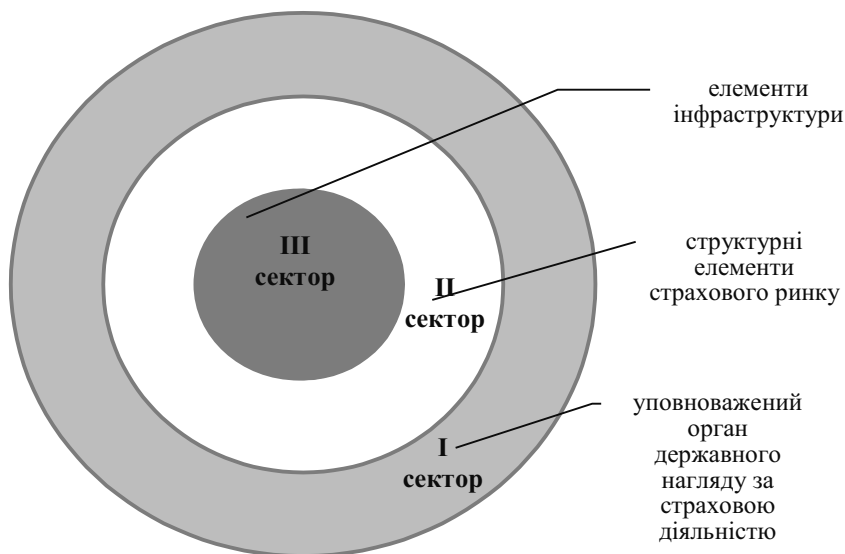 елементи
інфраструктури
III
сектор
структурні
елементи
страхового ринку
II
сектор
уповноважений
орган
державного
нагляду за
страховою
діяльністю
I
сектор